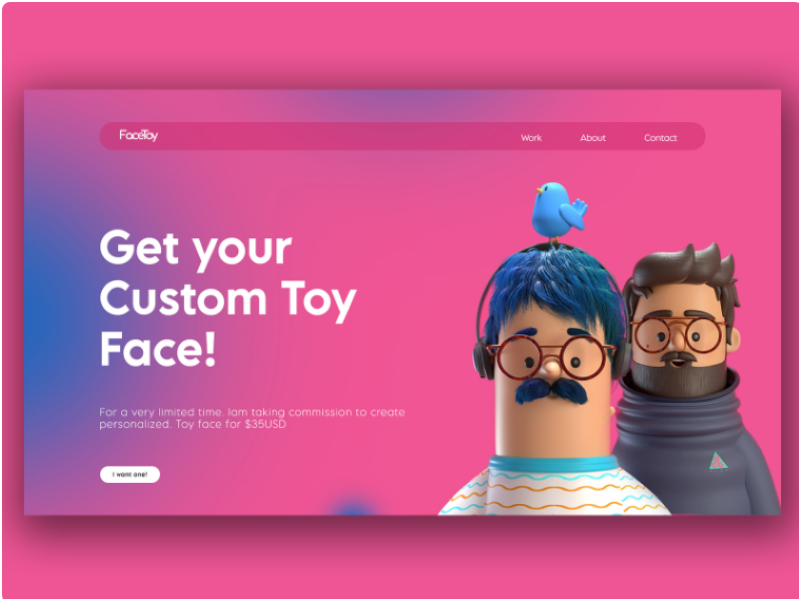 FaceToy
Work About Contact
Get your
Custom Toy
Face!
For a very limited time. Iam taking commission to create
personalized. Toy face for $35USD
I want one!